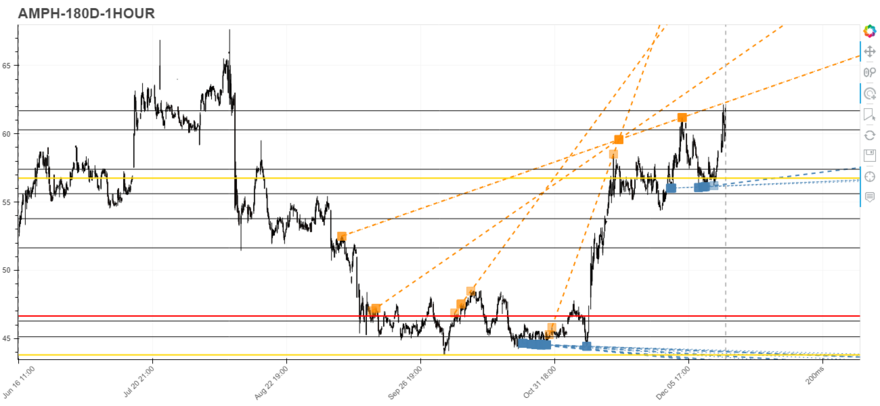 AMPH-180D-1HOUR
65
60
55
50
45
Jun 16 11:00
Jul 20 21:00
Aug 22 19:00
Sep 26 19:00
Oct 31 18:00
Dec 05 17:00
200ms